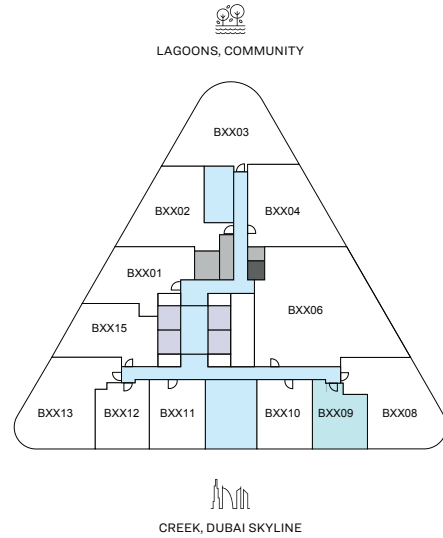 LAGOONS, COMMUNITY
BXX03
BXX02 BXX04
BXX01
BXX06
BXX15
BXX13 BXX12 BXX11 BXX10 BXX09 BXX08
CREEK, DUBAI SKYLINE